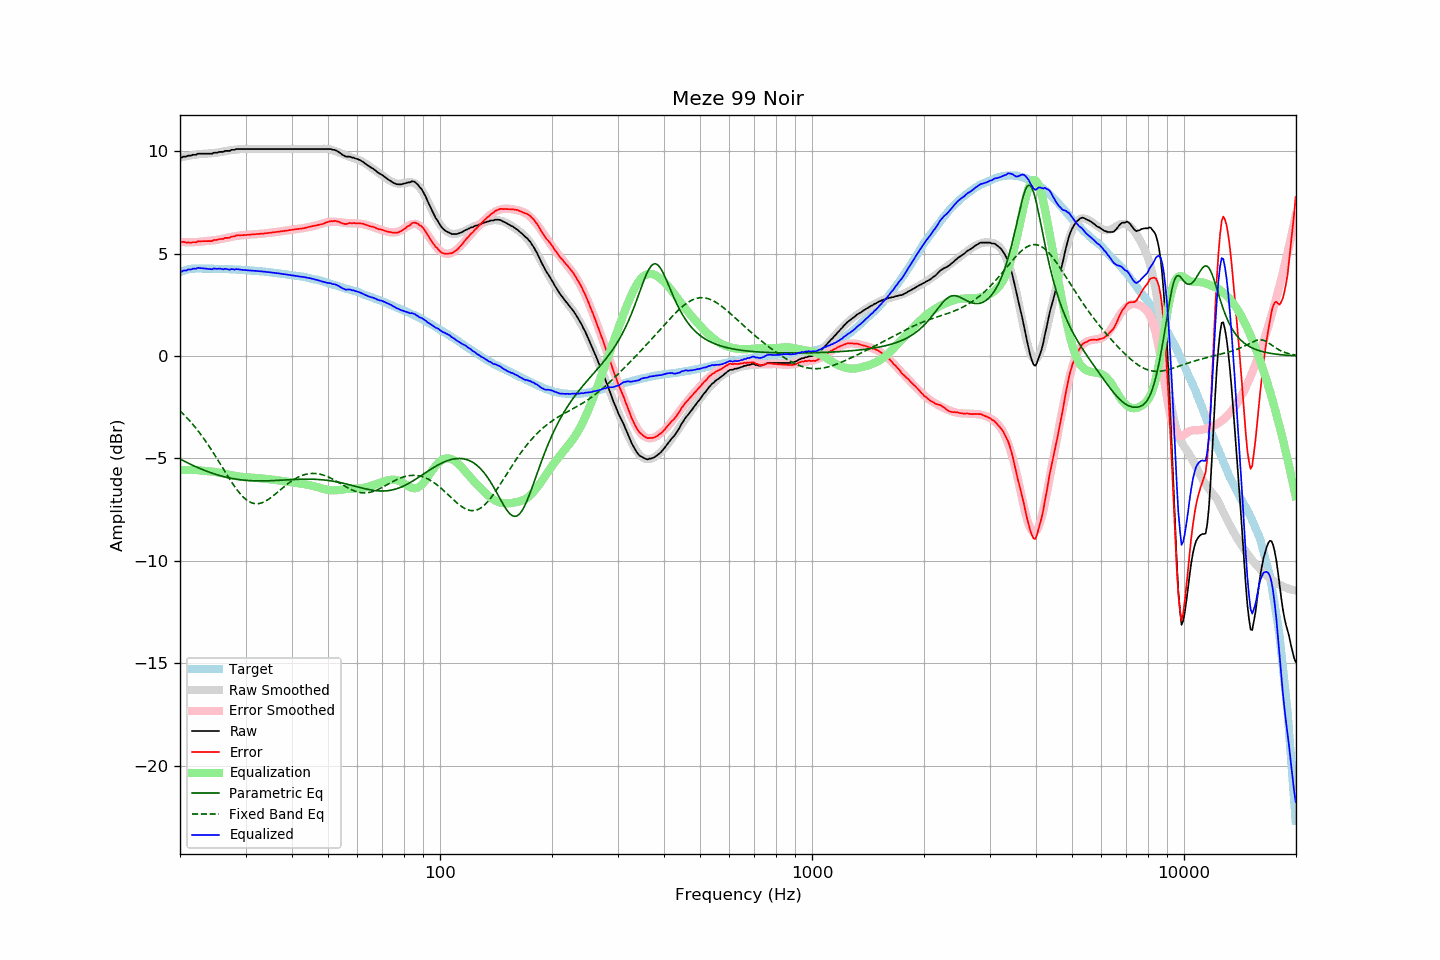 Meze 99 Noir
Amplitude (dBr)
10
5
0
−5
−10
−15
−20
Target
Raw Smoothed
Error Smoothed
Raw
Error
Equalization
Parametric Eq
Fixed Band Eq
Equalized
100
1000
10000
Frequency (Hz)